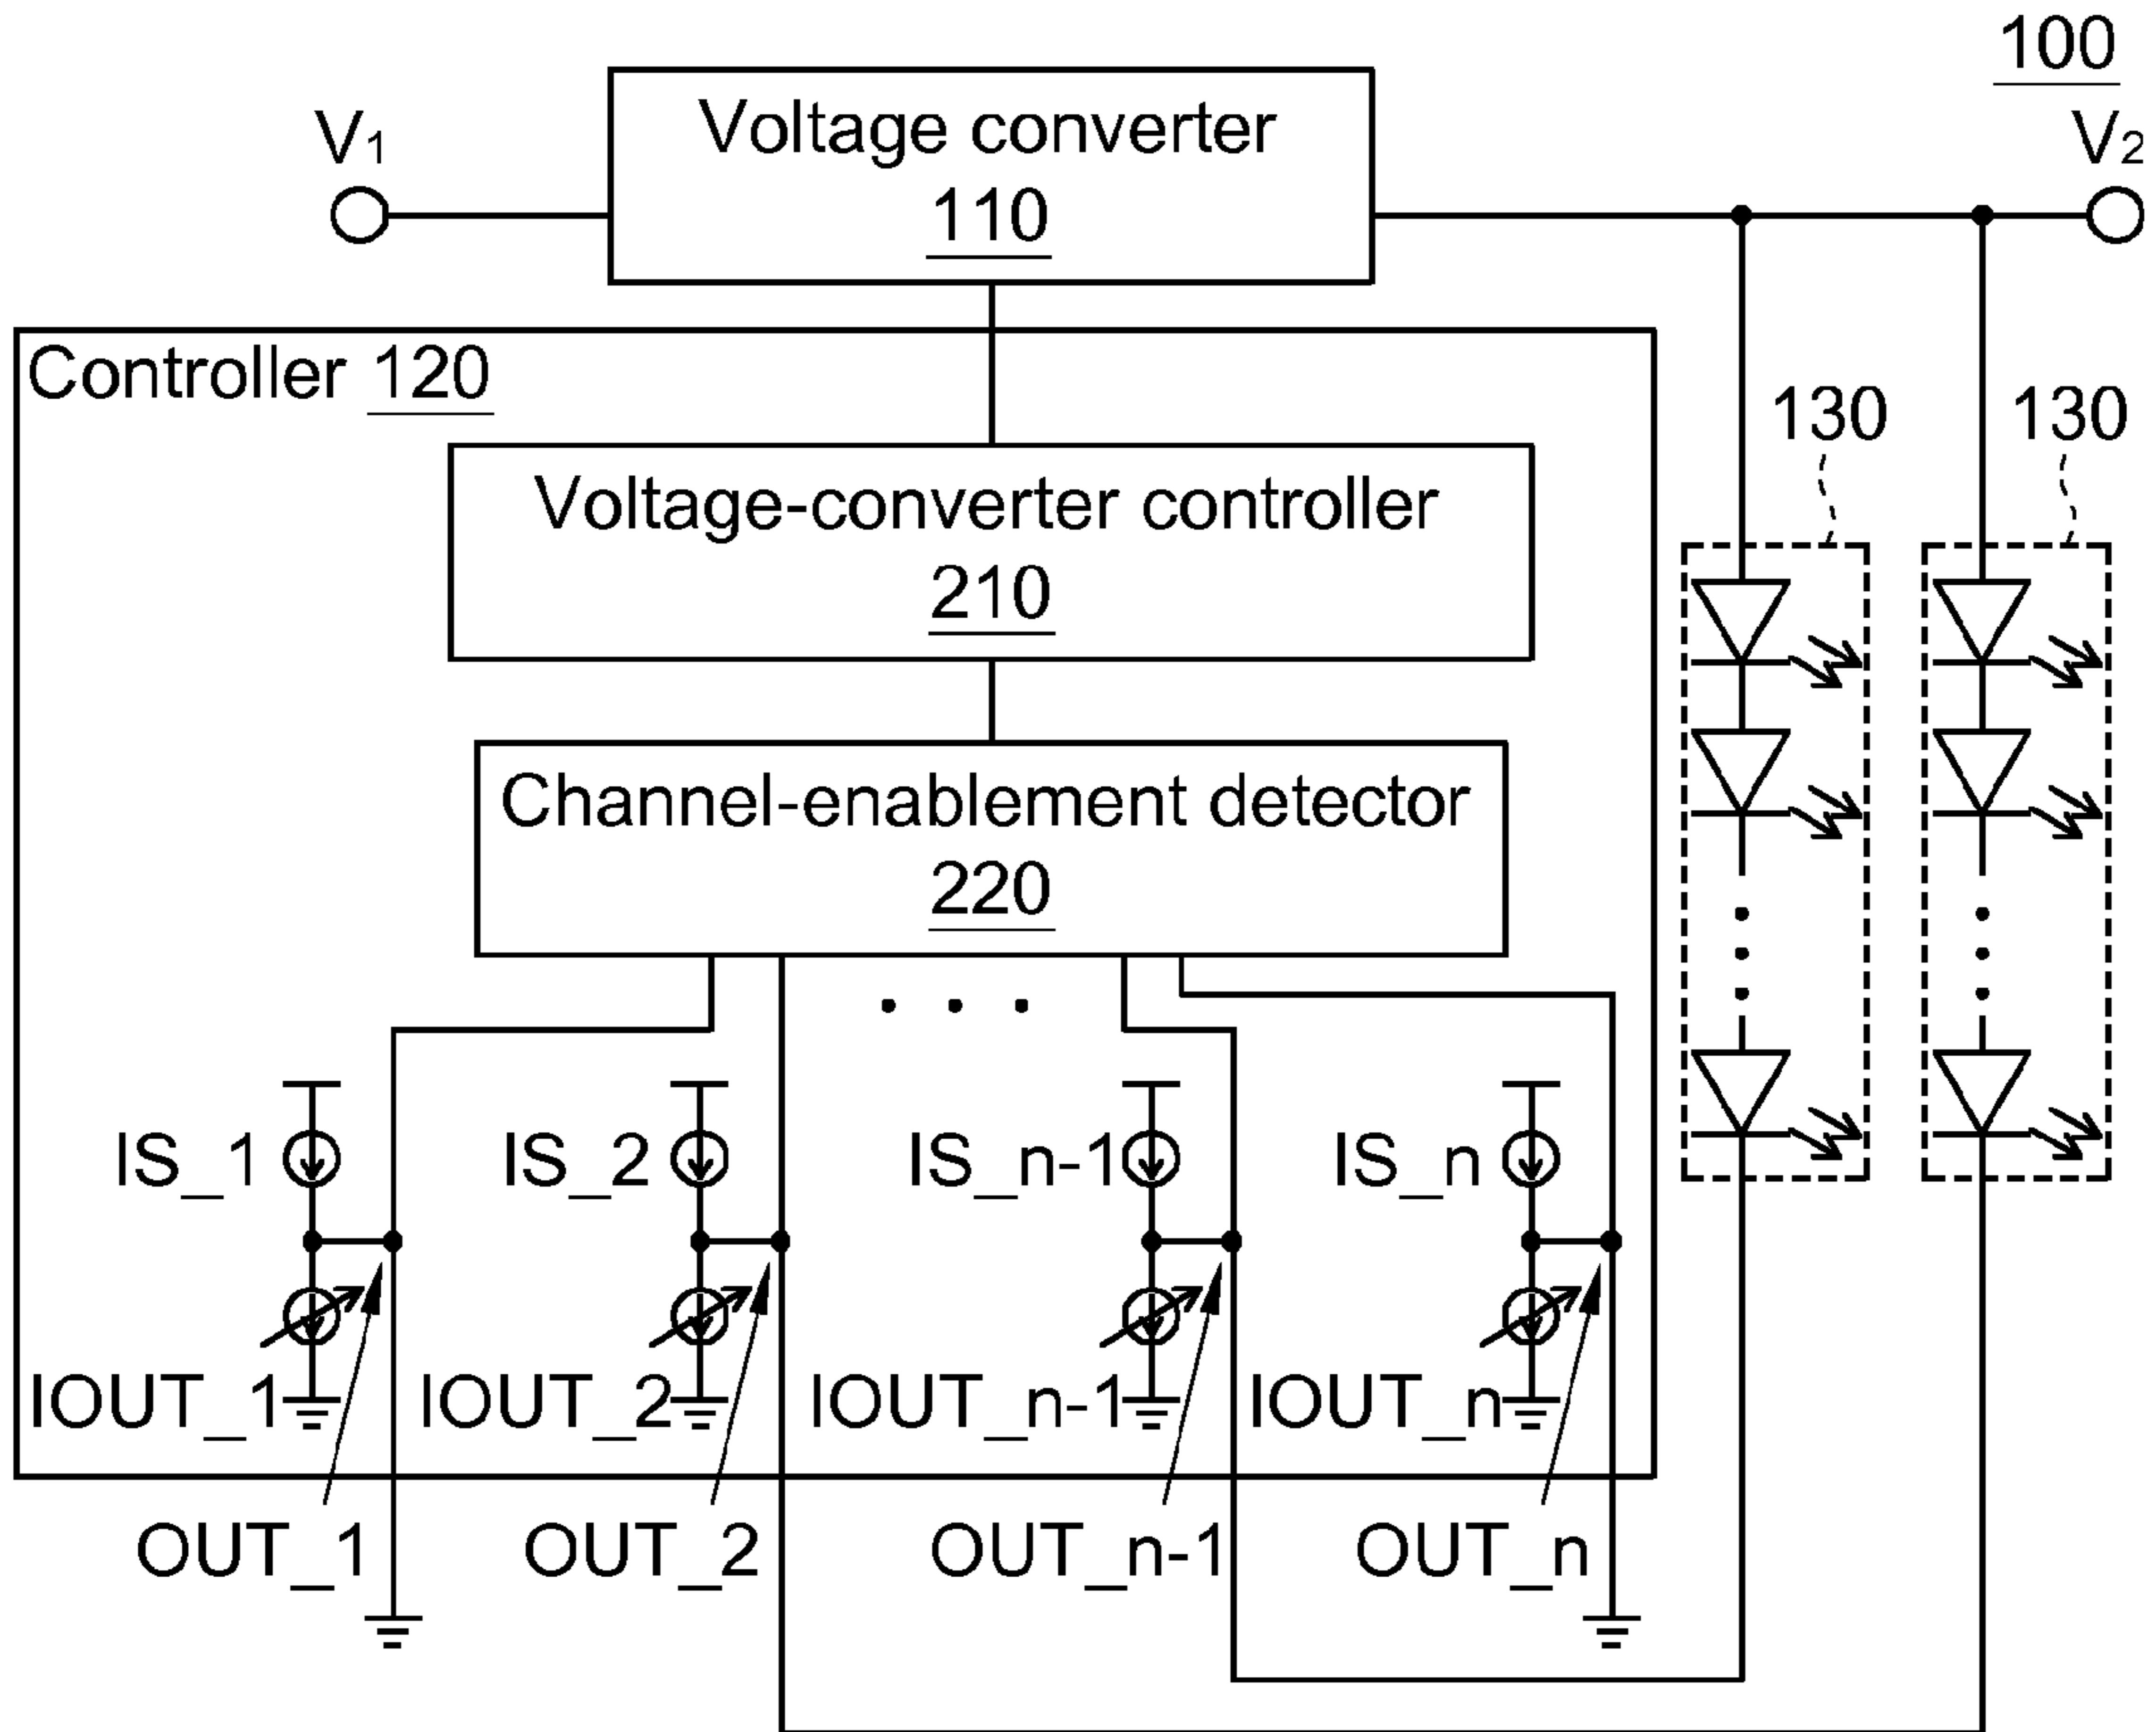 100
Voltage converter
110
V1
V2
Controller 120
130
130
Voltage-converter controller
210
Channel-enablement detector
220
IS_1
IS_2
IS_n-1
IS_n
IOUT_1
IOUT_2
IOUT_n-1
IOUT_n
OUT_1
OUT_2
OUT_n-1
OUT_n